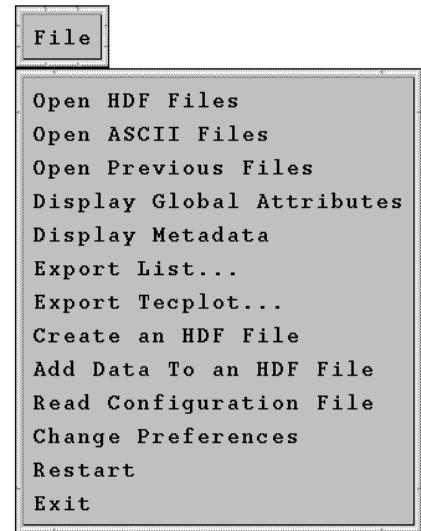 File
Open HDF Files
Open ASCII Files
Open Previous Files
Display Global Attributes
Display Metadata
Export List...
Export Tecplot...
Create an HDF File
Add Data To an HDF File
Read Configuration File
Change Preferences
Restart
Exit